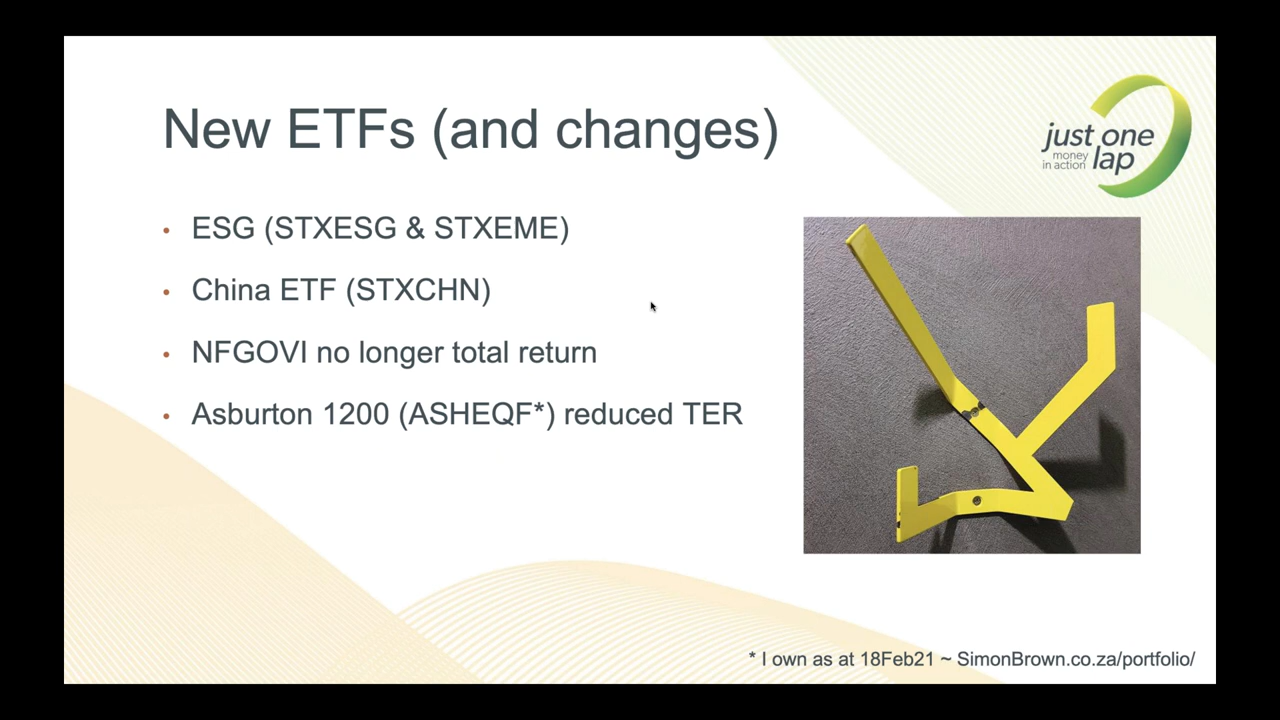 New ETFs (and changes)
just one
money
in action
lap
• ESG (STXESG & STXEME)
• China ETF (STXCHN)
• NFGOVI no longer total return
• Asburton 1200 (ASHEQF*) reduced TER
* I own as at 18Feb21 ~ SimonBrown.co.za/portfolio/